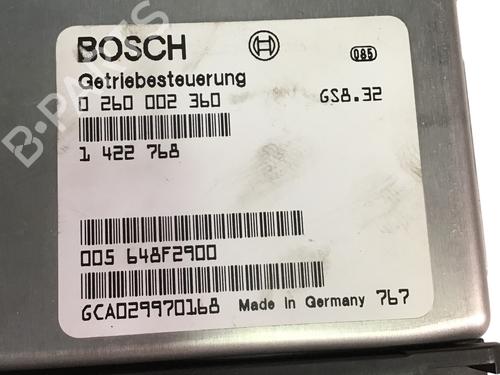 BOSCH
085
Getriebesteuerung
0 260 002 360 GS8.32
1 422 768
005 648F2900
GCA029970168 Made in Germany 767
B-PARTS